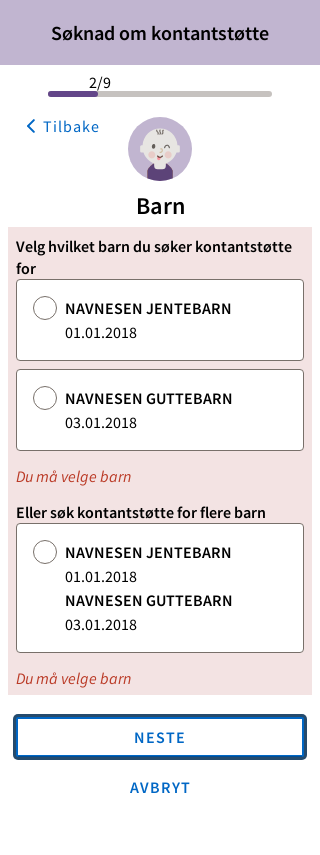 Søknad om kontantstøtte
2/9
Tilbake
Barn
Velg hvilket barn du søker kontantstøtte
for
NAVNESEN JENTEBARN
01.01.2018
NAVNESEN GUTTEBARN
03.01.2018
Du må velge barn
Eller søk kontantstøtte for flere barn
NAVNESEN JENTEBARN
01.01.2018
NAVNESEN GUTTEBARN
03.01.2018
Du må velge barn
NESTE
AVBRYT